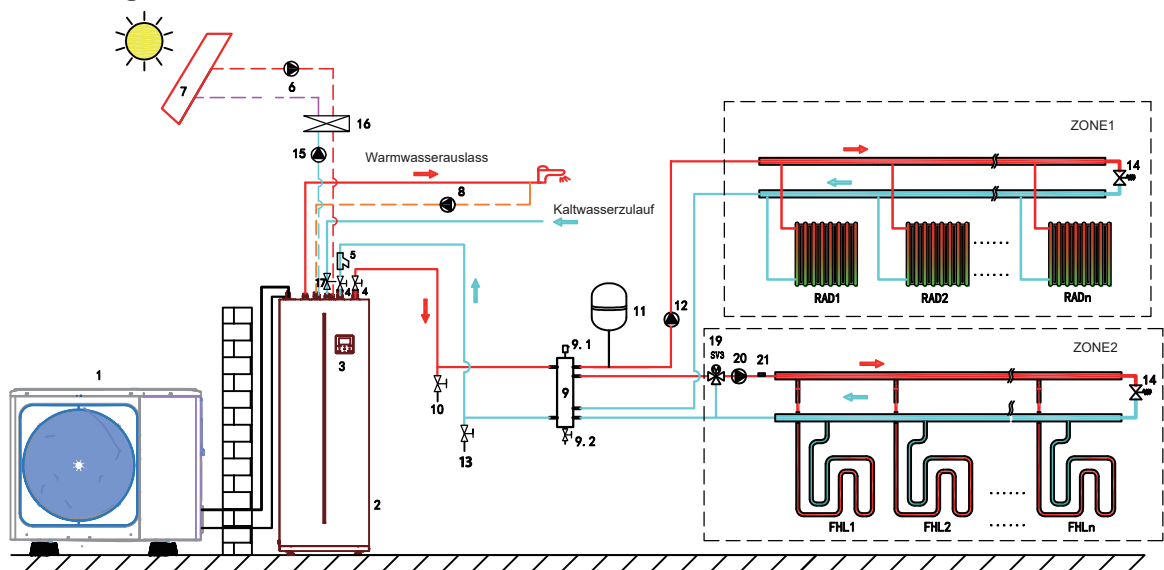 7
6
16
15
Warmwasserauslass
8
Kaltwasserzulauf
5
17
4
4
3
1
2
10
13
9.1
9
9.2
11
12
ZONE1
14
RAD1
RAD2
......
......
RADn
ZONE2
19
SV3
M
20
21
14
......
......
FHL1
FHL2
FHLn